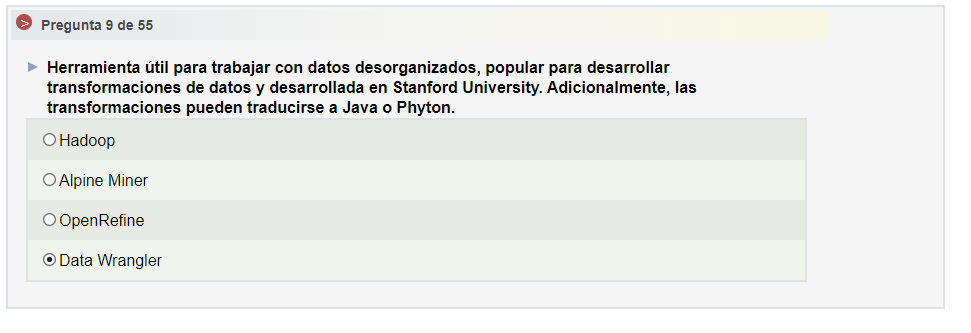 Pregunta 9 de 55
Herramienta útil para trabajar con datos desorganizados, popular para desarrollar
transformaciones de datos y desarrollada en Stanford University. Adicionalmente, las
transformaciones pueden traducirse a Java o Phyton.
Hadoop
Alpine Miner
OpenRefine
Data Wrangler